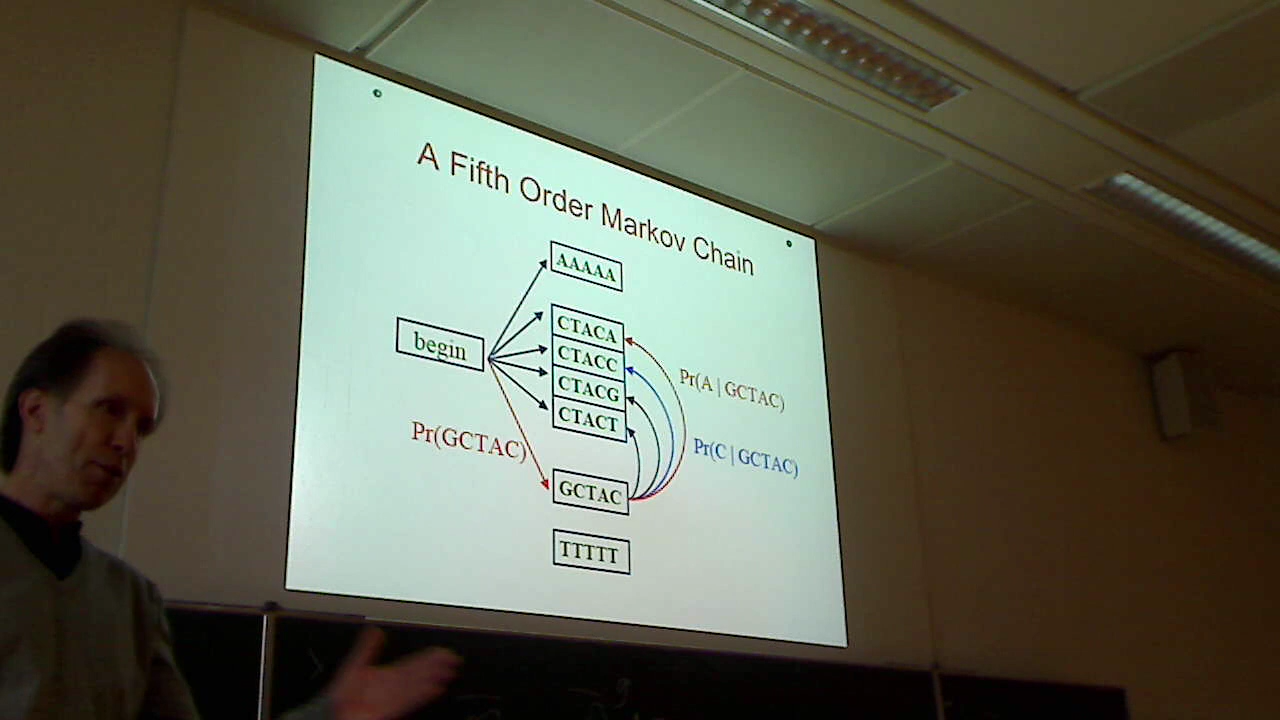 A Fifth Order Markov Chain
AAAAA
begin
CTACA
CTACC
CTACG
CTACT
Pr(A | GCTAC)
Pr(GCTAC)
Pr(C | GCTAC)
GCTAC
TTTTT